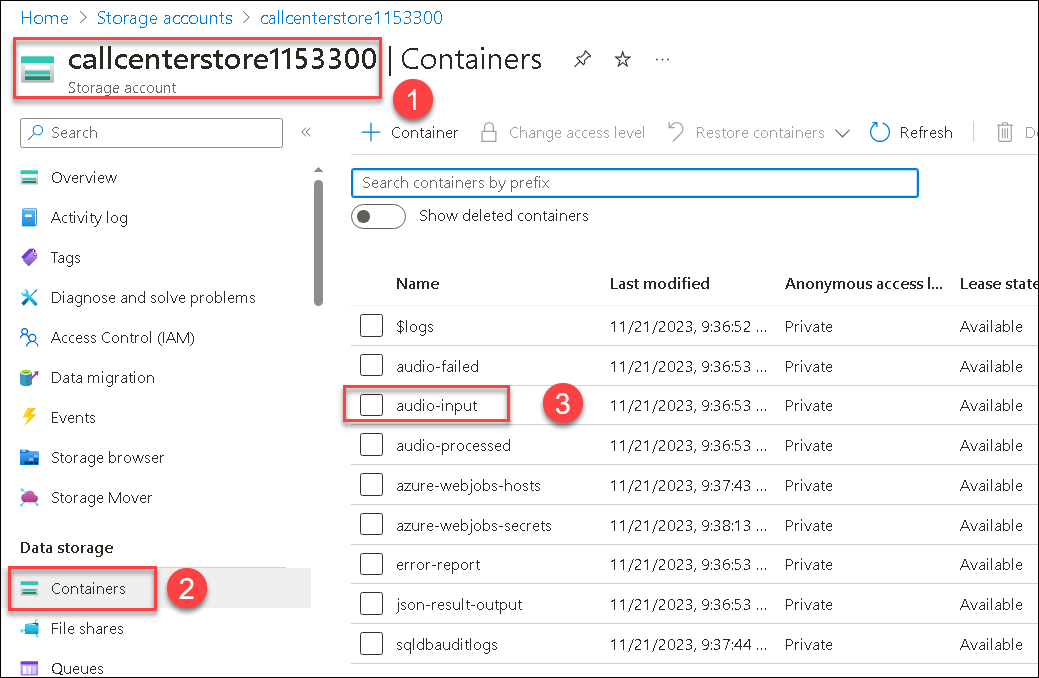 Home > Storage accounts > callcenterstore1153300
callcenterstore1153300 | Containers ...
Storage account
1
Search «
+ Container Change access level Restore containers Refresh
Search containers by prefix
Show deleted containers
Overview
Activity log
Tags
Diagnose and solve problems
Access Control (IAM)
Data migration
Events
Storage browser
Storage Mover
Data storage
Containers 2
File shares
Queues
Name Last modified Anonymous access l... Lease state
$logs 11/21/2023, 9:36:52 ... Private Available
audio-failed 11/21/2023, 9:36:53 ... Private Available
audio-input 3 11/21/2023, 9:36:53 ... Private Available
audio-processed 11/21/2023, 9:36:53 ... Private Available
azure-webjobs-hosts 11/21/2023, 9:37:43 ... Private Available
azure-webjobs-secrets 11/21/2023, 9:38:13 ... Private Available
error-report 11/21/2023, 9:36:53 ... Private Available
json-result-output 11/21/2023, 9:36:53 ... Private Available
sqldbauditlogs 11/21/2023, 9:37:44 ... Private Available